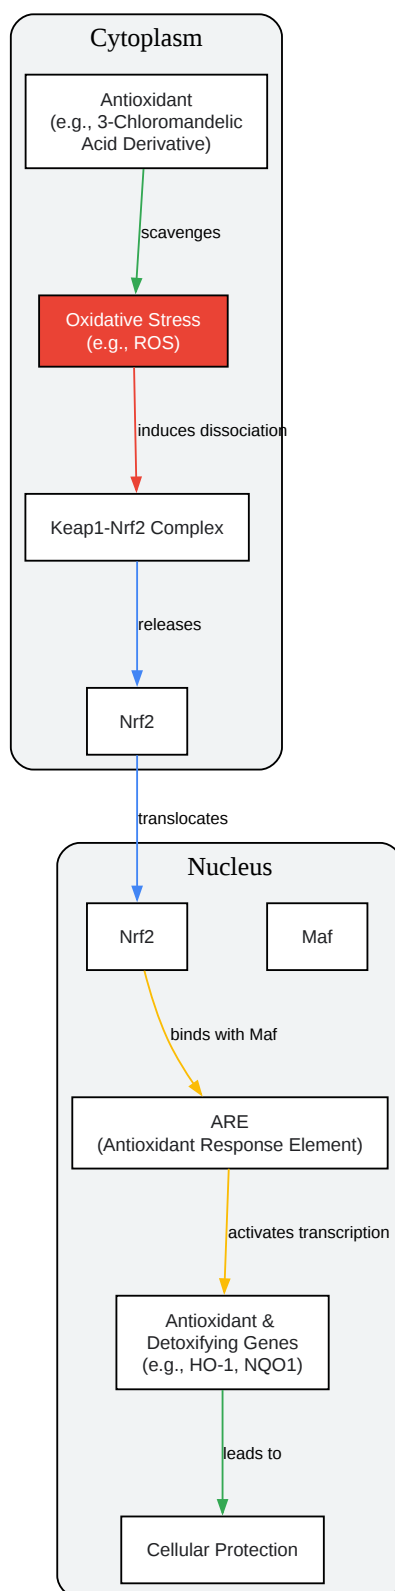 Cytoplasm
Antioxidant
(e.g., 3-Chloromandelic
Acid Derivative)
scavenges
Oxidative Stress
(e.g., ROS)
induces dissociation
Keap1-Nrf2 Complex
releases
Nrf2
translocates
Nucleus
Nrf2
Maf
binds with Maf
ARE
(Antioxidant Response Element)
activates transcription
Antioxidant &
Detoxifying Genes
(e.g., HO-1, NQO1)
leads to
Cellular Protection